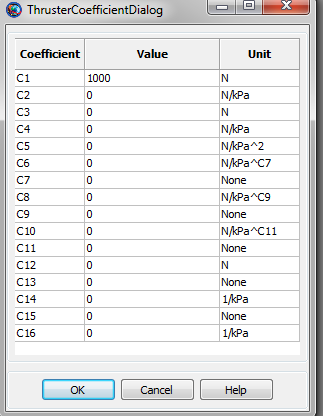 ThrusterCoefficientDialog
Coefficient Value Unit
C1 1000 N
C2 0 N/kPa
C3 0 N
C4 0 N/kPa
C5 0 N/kPa^2
C6 0 N/kPa^C7
C7 0 None
C8 0 N/kPa^C9
C9 0 None
C10 0 N/kPa^C11
C11 0 None
C12 0 N
C13 0 None
C14 0 1/kPa
C15 0 None
C16 0 1/kPa
OK Cancel Help